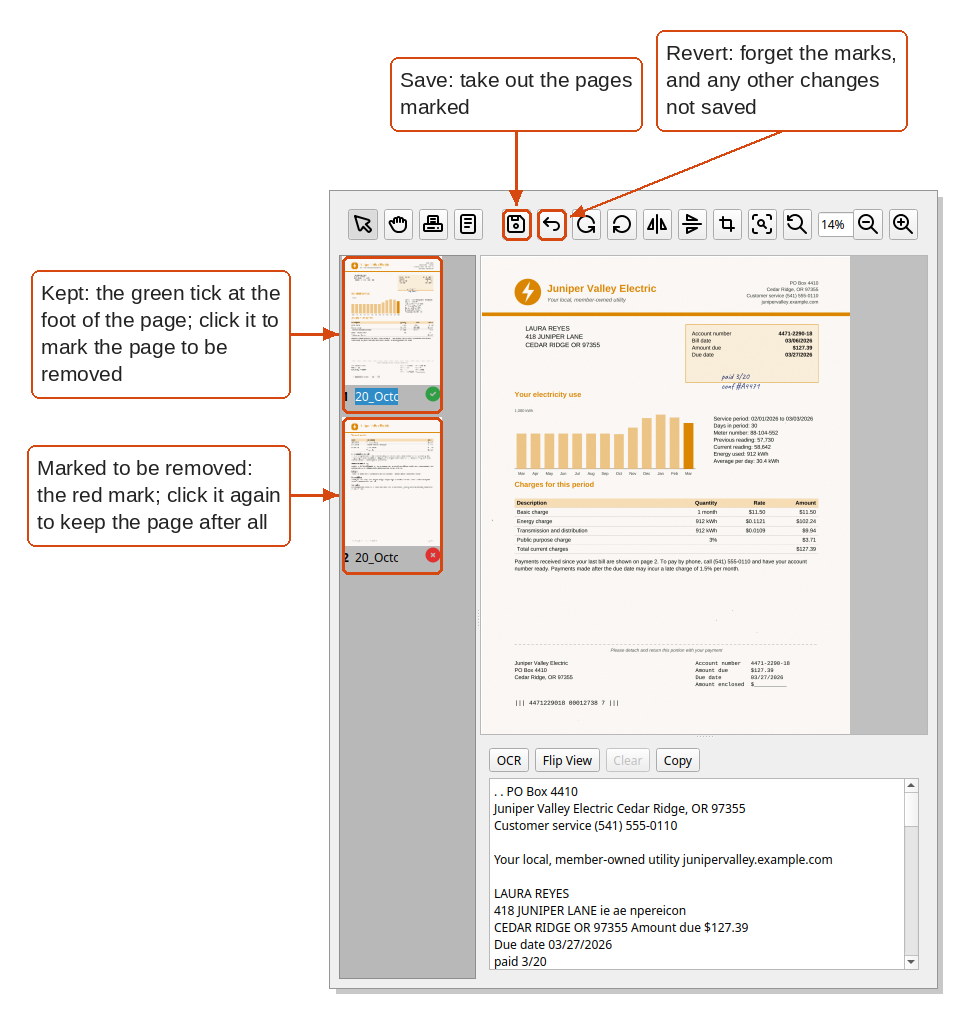 Revert: forget the marks,
and any other changes
not saved
Save: take out the pages
marked
14%
Kept: the green tick at the
foot of the page; click it to
mark the page to be
removed
20_Octo
Marked to be removed:
the red mark; click it again
to keep the page after all
2 20_Octo
Juniper Valley Electric
Your local, member-owned utility
PO Box 4410
Cedar Ridge, OR 97355
Customer service (541) 555-0110
junipervalley.example.com
LAURA REYES
418 JUNIPER LANE
CEDAR RIDGE OR 97355
Account number 4471-2290-18
Bill date 03/06/2026
Amount due $127.39
Due date 03/27/2026
paid 3/20
conf #A4471
Your electricity use
Mar Apr May Jun Jul Aug Sep Oct Nov Dec Jan Feb Mar
Service period: 02/01/2026 to 03/03/2026
Days in period: 30
Meter number: 88-104-552
Previous reading: 57,730
Current reading: 58,642
Energy used: 912 kWh
Average per day: 30.4 kWh
Charges for this period
Description Quantity Rate Amount
Basic charge 1 month $11.50 $11.50
Energy charge 912 kWh $0.1121 $102.24
Transmission and distribution 912 kWh $0.0109 $9.94
Public purpose charge 3% $3.71
Total current charges $127.39
Payments received since your last bill are shown on page 2. To pay by phone, call (541) 555-0110 and have your account
number ready. Payments made after the due date may incur a late charge of 1.5% per month.
Please detach and return this portion with your payment
Juniper Valley Electric
PO Box 4410
Cedar Ridge, OR 97355
Account number 4471-2290-18
Amount due $127.39
Due date 03/27/2026
Amount enclosed $__________
||| 4471229018 00012738 7 |||
OCR Flip View Clear Copy
. . PO Box 4410
Juniper Valley Electric Cedar Ridge, OR 97355
Customer service (541) 555-0110
Your local, member-owned utility junipervalley.example.com
LAURA REYES
418 JUNIPER LANE ie ae npereicon
CEDAR RIDGE OR 97355 Amount due $127.39
Due date 03/27/2026
paid 3/20